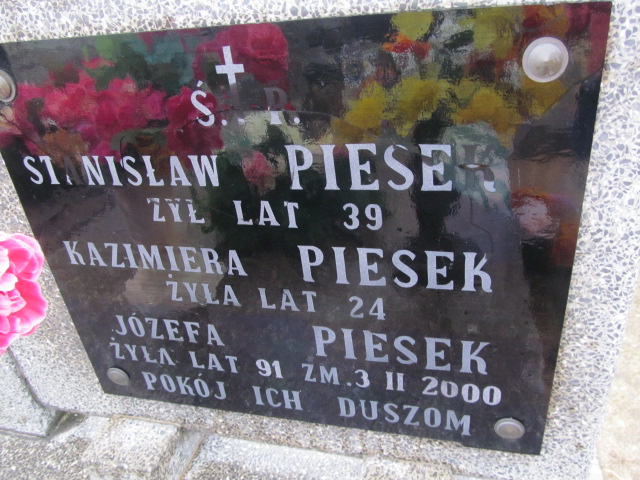 Ś. P.
STANISŁAW PIESEK
ŻYŁ LAT 39
KAZIMIERA PIESEK
ŻYŁA LAT 24
JÓZEFA PIESEK
ŻYŁA LAT 91 ZM. 3 II 2000
POKÓJ ICH DUSZOM